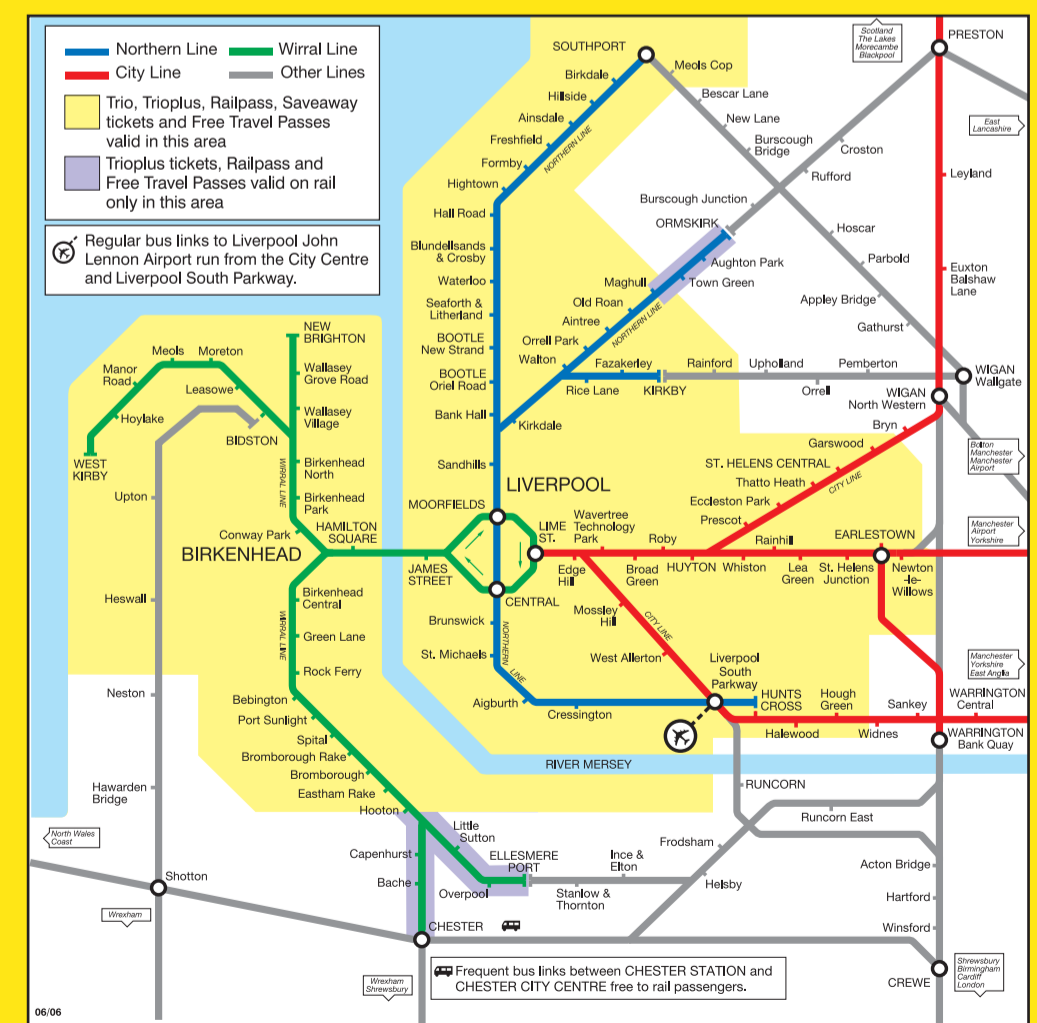 Northern Line
Wirral Line
City Line
Other Lines
Trio, Trioplus, Railpass, Saveaway
tickets and Free Travel Passes
valid in this area
Trioplus tickets, Railpass and
Free Travel Passes valid on rail
only in this area
Regular bus links to Liverpool John
Lennon Airport run from the City Centre
and Liverpool South Parkway.
SOUTHPORT
Birkdale
Hillside
Ainsdale
Freshfield
Formby
Hightown
NORTHERN LINE
Hall Road
Blundellsands
& Crosby
Waterloo
Seaforth &
Litherland
BOOTLE
New Strand
BOOTLE
Oriel Road
Bank Hall
Sandhills
Meols Cop
Bescar Lane
New Lane
Burscough
Bridge
Hoscar
Parbold
Appley Bridge
Gathurst
Scotland
The Lakes
Morecambe
Blackpool
PRESTON
East
Lancashire
Croston
Rufford
Burscough Junction
ORMSKIRK
Aughton Park
Town Green
Maghull
Old Roan
Aintree
Orrell Park
Walton
NORTHERN LINE
Kirkdale
Fazakerley
Rice Lane
KIRKBY
Rainford
Upholland
Orrell
Pemberton
WIGAN
Wallgate
WIGAN
North Western
Leyland
Euxton
Balshaw
Lane
Bolton
Manchester
Manchester
Airport
Bryn
Garswood
ST. HELENS CENTRAL
Thatto Heath
Eccleston Park
Prescot
CITY LINE
NEW
BRIGHTON
Wallasey
Grove Road
Wallasey
Village
Meols
Moreton
Manor
Road
Leasowe
Hoylake
WEST
KIRBY
BIDSTON
Birkenhead
North
WIRRAL LINE
Birkenhead
Park
Conway Park
HAMILTON
SQUARE
BIRKENHEAD
JAMES
STREET
MOORFIELDS
LIVERPOOL
LIME
ST.
CENTRAL
Wavertree
Technology
Park
Edge
Hill
Broad
Green
Roby
HUYTON
Whiston
Rainhill
Lea
Green
St. Helens
Junction
EARLESTOWN
Newton
-le-
Willows
Manchester
Airport
Yorkshire
Upton
Heswall
Neston
Hawarden
Bridge
Shotton
North Wales
Coast
Wrexham
Birkenhead
Central
Green Lane
WIRRAL LINE
Rock Ferry
Bebington
Port Sunlight
Spital
Bromborough Rake
Bromborough
Eastham Rake
Hooton
Brunswick
St. Michaels
NORTHERN
LINE
Aigburth
Cressington
Mossley
Hill
CITY LINE
West Allerton
Liverpool
South
Parkway
HUNTS
CROSS
Halewood
Hough
Green
Widnes
Sankey
WARRINGTON
Central
Manchester
Yorkshire
East Anglia
WARRINGTON
Bank Quay
RIVER MERSEY
RUNCORN
Runcorn East
Frodsham
Helsby
Ince &
Elton
Stanlow &
Thornton
ELLESMERE
PORT
Overpool
Little
Sutton
Capenhurst
Bache
CHESTER
Wrexham
Shrewsbury
Acton Bridge
Hartford
Winsford
CREWE
Shrewsbury
Birmingham
Cardiff
London
Frequent bus links between CHESTER STATION and
CHESTER CITY CENTRE free to rail passengers.
06/06